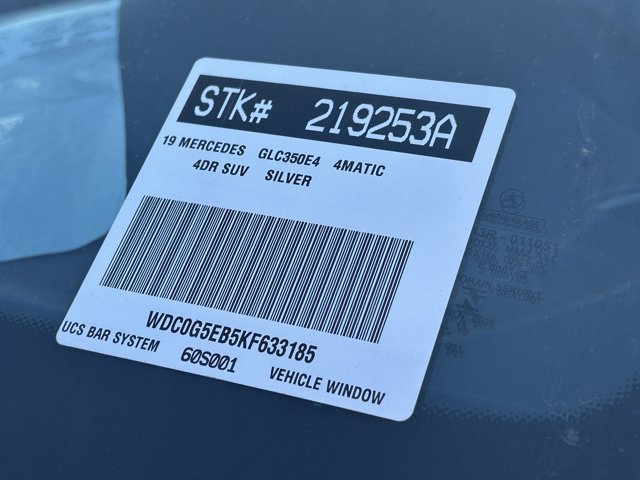 STK# 219253A
19 MERCEDES GLC350E4 4MATIC
4DR SUV SILVER
WDC0G5EB5KF633185
UCS BAR SYSTEM 60S001 VEHICLE WINDOW